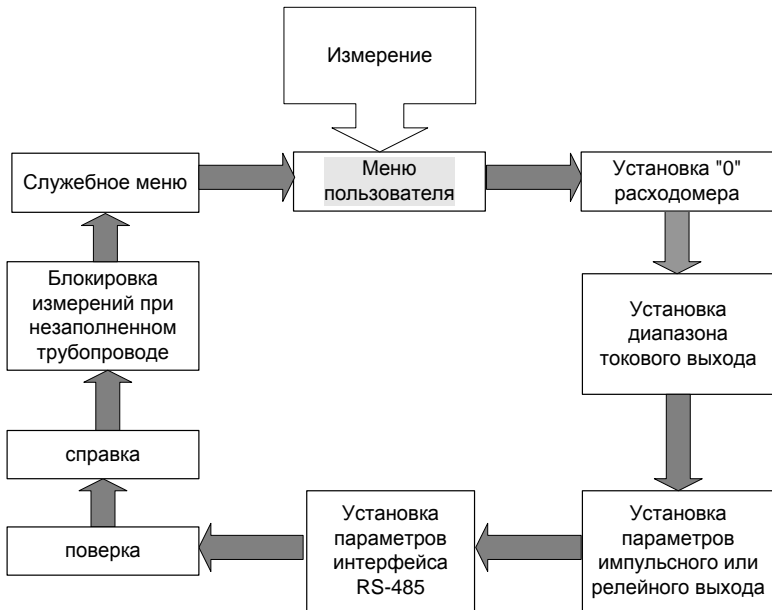 Измерение
Служебное меню
Меню
пользователя
Установка "0"
расходомера
Блокировка
измерений при
незаполненном
трубопроводе
Установка
диапазона
токового выхода
справка
поверка
Установка
параметров
интерфейса
RS-485
Установка
параметров
импульсного или
релейного выхода